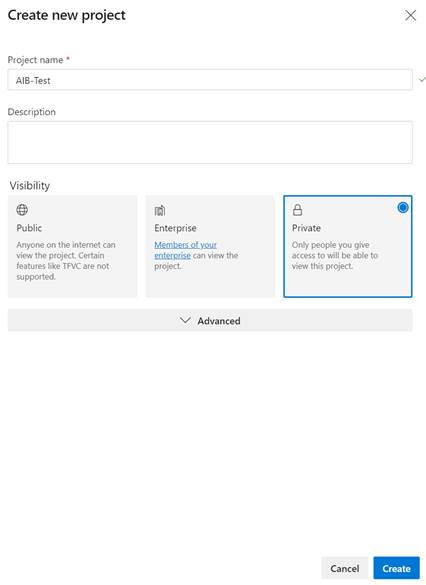 Create new project
Project name *
AIB-Test
Description
Visibility
Public
Anyone on the internet can
view the project. Certain
features like TFVC are not
supported.
Enterprise
Members of your
enterprise can view the
project.
Private
Only people you give
access to will be able to
view this project.
Advanced
Cancel
Create